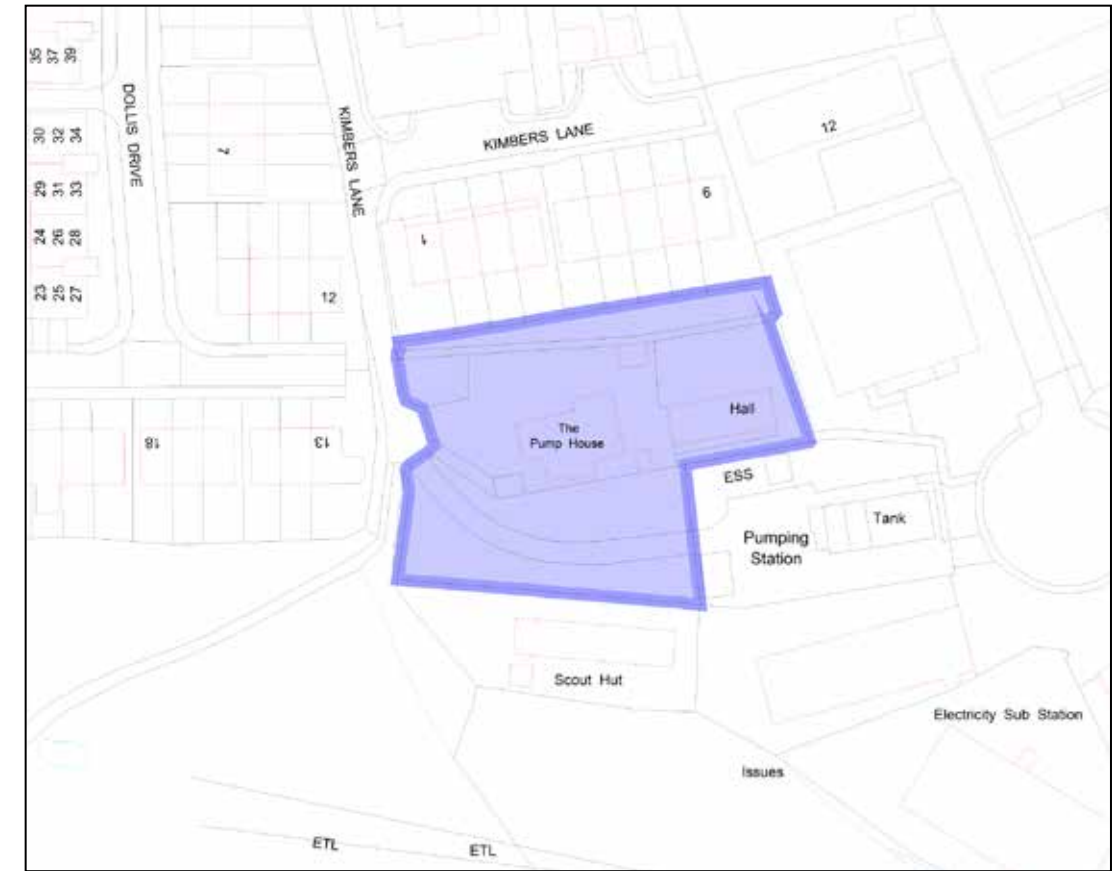 35
37
39
DOLLIS DRIVE
KIMBERS LANE
KIMBERS LANE
12
30
32
34
7
29
31
33
6
24
26
28
1
23
25
27
12
Hall
The
Pump House
18
13
ESS
Tank
Pumping
Station
Scout Hut
Electricity Sub Station
Issues
ETL
ETL